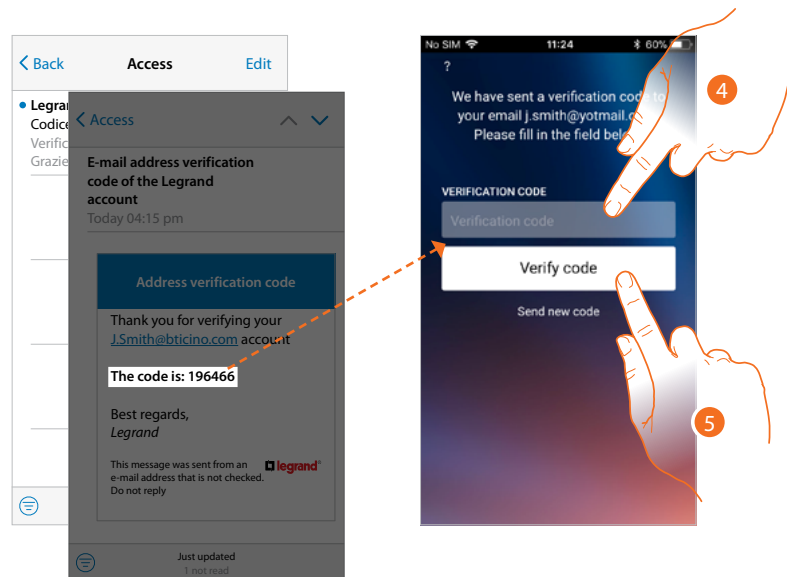 Back Access Edit
Legra
Codice
Verific
Grazie
Access
E-mail address verification
code of the Legrand
account
Today 04:15 pm
Address verification code
Thank you for verifying your
J.Smith@bticino.com account
The code is: 196466
Best regards,
Legrand
This message was sent from an
e-mail address that is not checked.
Do not reply
legrand®
Just updated
1 not read
No SIM 11:24 60%
?
We have sent a verification code to
your email j.smith@yotmail.
Please fill in the field bel
VERIFICATION CODE
Verification code
Verify code
Send new code
4
5